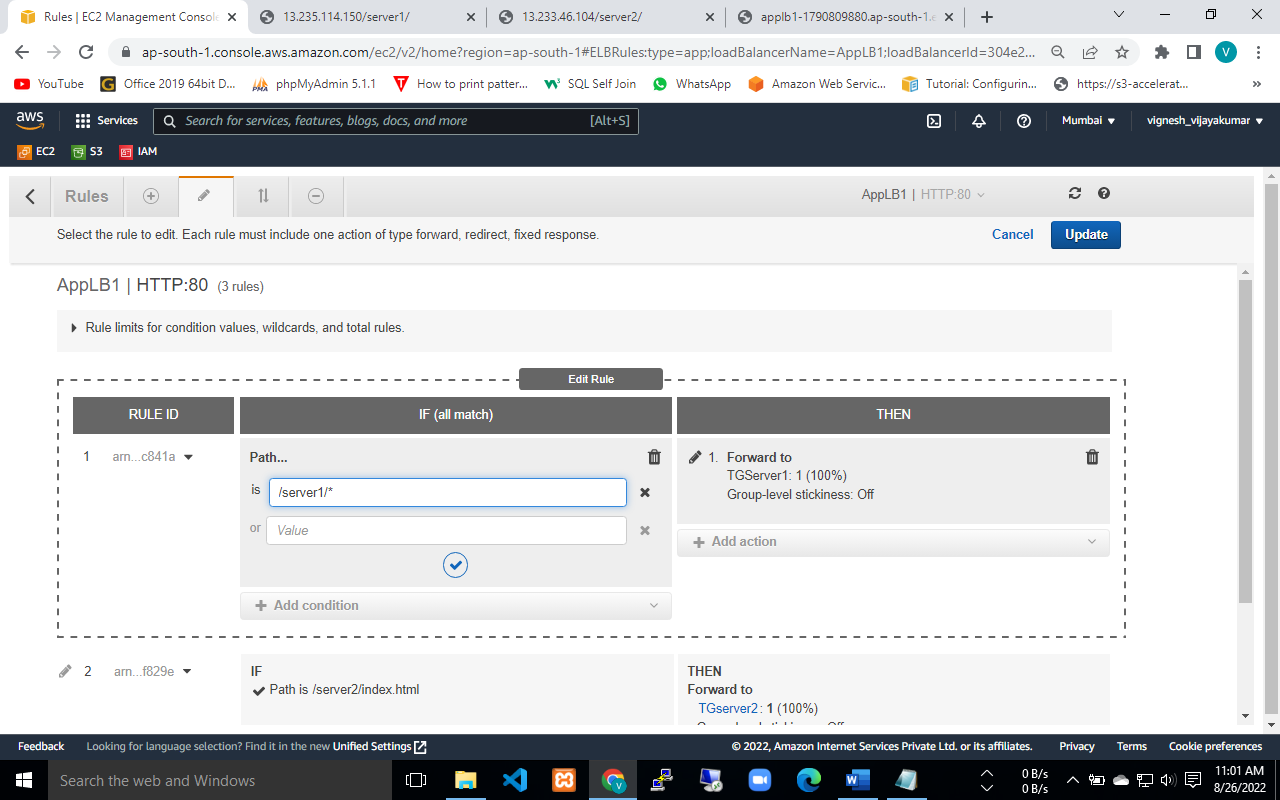 Rules | EC2 Management Console
13.235.114.150/server1/
13.233.46.104/server2/
applb1-1790809880.ap-south-1.e
ap-south-1.console.aws.amazon.com/ec2/v2/home?region=ap-south-1#ELBRules:type=app;loadBalancerName=AppLB1;loadBalancerId=304e2...
V
YouTube
Office 2019 64bit D...
phpMyAdmin 5.1.1
How to print patter...
SQL Self Join
WhatsApp
Amazon Web Servic...
Tutorial: Configurin...
https://s3-accelerat...
»
aws
Services
Search for services, features, blogs, docs, and more
[Alt+S]
Mumbai
vignesh_vijayakumar
EC2
S3
IAM
Rules
AppLB1 | HTTP:80
Select the rule to edit. Each rule must include one action of type forward, redirect, fixed response.
Cancel
Update
AppLB1 | HTTP:80 (3 rules)
Rule limits for condition values, wildcards, and total rules.
Edit Rule
RULE ID
IF (all match)
THEN
1 arn...c841a
Path...
is /server1/*
or Value
Add condition
1. Forward to
TGServer1: 1 (100%)
Group-level stickiness: Off
Add action
2 arn...f829e
IF
Path is /server2/index.html
THEN
Forward to
TGserver2: 1 (100%)
Group-level stickiness: Off
Feedback
Looking for language selection? Find it in the new Unified Settings
© 2022, Amazon Internet Services Private Ltd. or its affiliates.
Privacy
Terms
Cookie preferences
Search the web and Windows
0 B/s
0 B/s
11:01 AM
8/26/2022